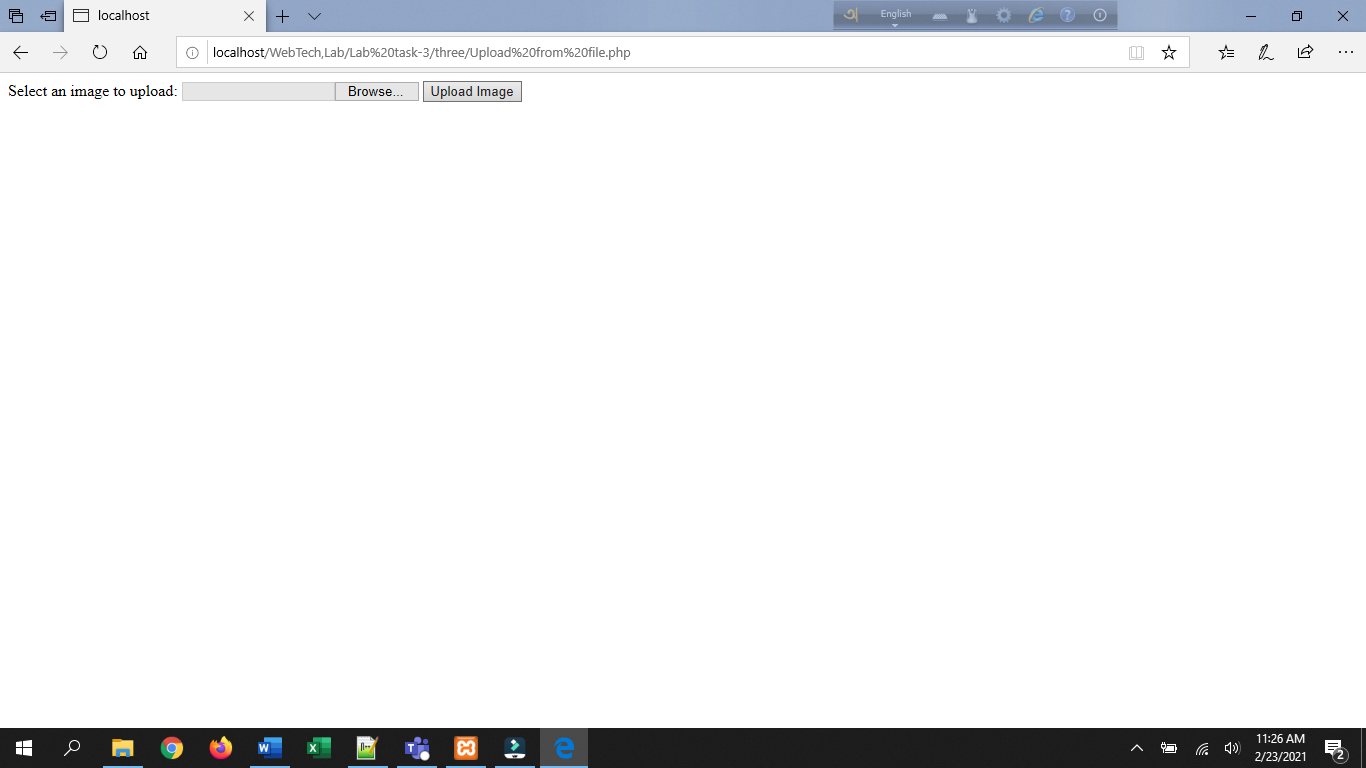 localhost
English
localhost/WebTech,Lab/Lab%20task-3/three/Upload%20from%20file.php
Select an image to upload: Browse... Upload Image
11:26 AM
2/23/2021
2